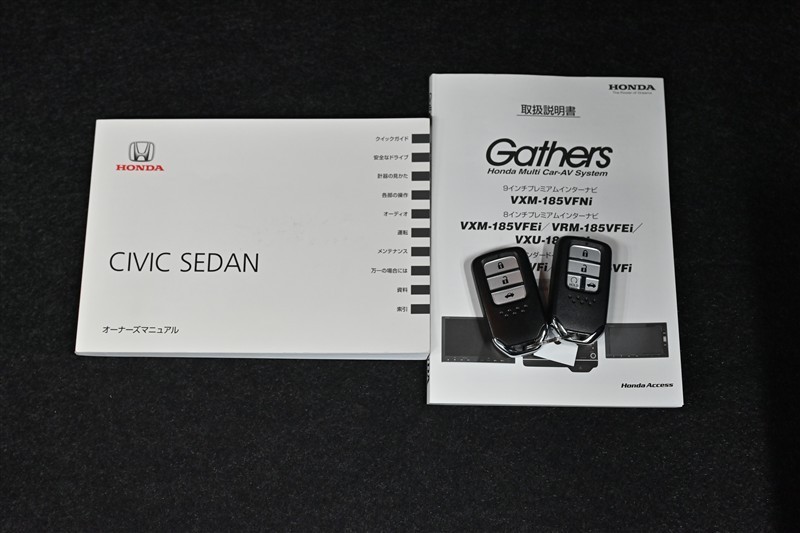 HONDA
CIVIC SEDAN
オーナーズマニュアル
クイックガイド
安全なドライブ
計器の見かた
各部の操作
オーディオ
運転
メンテナンス
万一の場合には
資料
索引
HONDA
The Power of Dreams
取扱説明書
Gathers
Honda Multi Car-AV System
9インチプレミアムインターナビ
VXM-185VFNi
8インチプレミアムインターナビ
VXM-185VFEi/VRM-185VFEi/
Honda Access